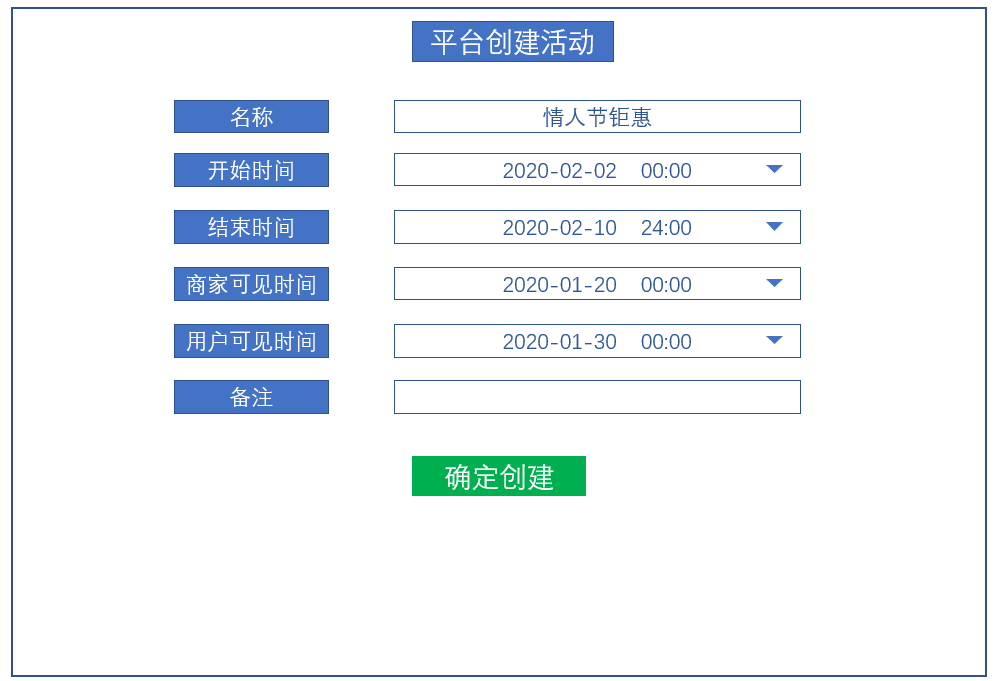 平台创建活动
名称 情人节钜惠
开始时间 2020-02-02 00:00
结束时间 2020-02-10 24:00
商家可见时间 2020-01-20 00:00
用户可见时间 2020-01-30 00:00
备注
确定创建